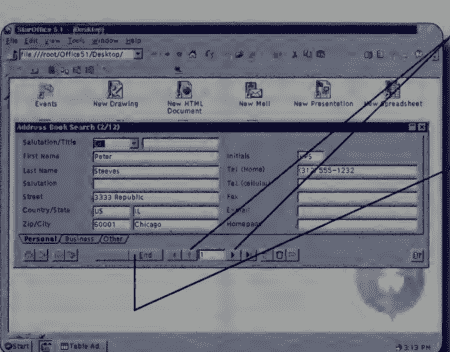 StarOffice 5.1 - [Desktop]
File Edit View Tools Window Help
file:///root/Office51/Desktop/
Events New Drawing New HTML Document New Mail New Presentation New Spreadsheet
Address Book Search (2/12)
Salutation/Title
First Name Peter Initials
Last Name Steeves Tel. (Home) (312) 555-1232
Salutation Tel. (cellular)
Street 3333 Republic Fax
Country/State US IL E-mail
Zip/City 60001 Chicago Homepage
Personal Business Other
End 1
Start Table Ad... 3:13 PM